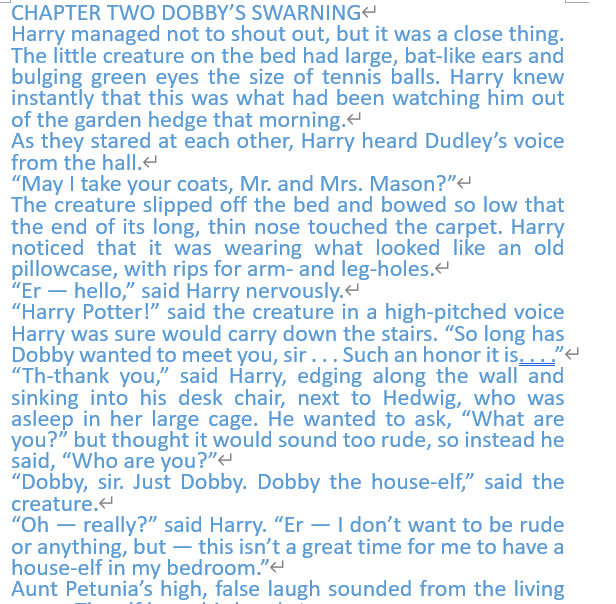 CHAPTER TWO DOBBY’S SWARNING
Harry managed not to shout out, but it was a close thing.
The little creature on the bed had large, bat-like ears and
bulging green eyes the size of tennis balls. Harry knew
instantly that this was what had been watching him out
of the garden hedge that morning.
As they stared at each other, Harry heard Dudley’s voice
from the hall.
“May I take your coats, Mr. and Mrs. Mason?”
The creature slipped off the bed and bowed so low that
the end of its long, thin nose touched the carpet. Harry
noticed that it was wearing what looked like an old
pillowcase, with rips for arm- and leg-holes.
“Er — hello,” said Harry nervously.
“Harry Potter!” said the creature in a high-pitched voice
Harry was sure would carry down the stairs. “So long has
Dobby wanted to meet you, sir . . . Such an honor it is. . . .”
“Th-thank you,” said Harry, edging along the wall and
sinking into his desk chair, next to Hedwig, who was
asleep in her large cage. He wanted to ask, “What are
you?” but thought it would sound too rude, so instead he
said, “Who are you?”
“Dobby, sir. Just Dobby. Dobby the house-elf,” said the
creature.
“Oh — really?” said Harry. “Er — I don’t want to be rude
or anything, but — this isn’t a great time for me to have a
house-elf in my bedroom.”
Aunt Petunia’s high, false laugh sounded from the living